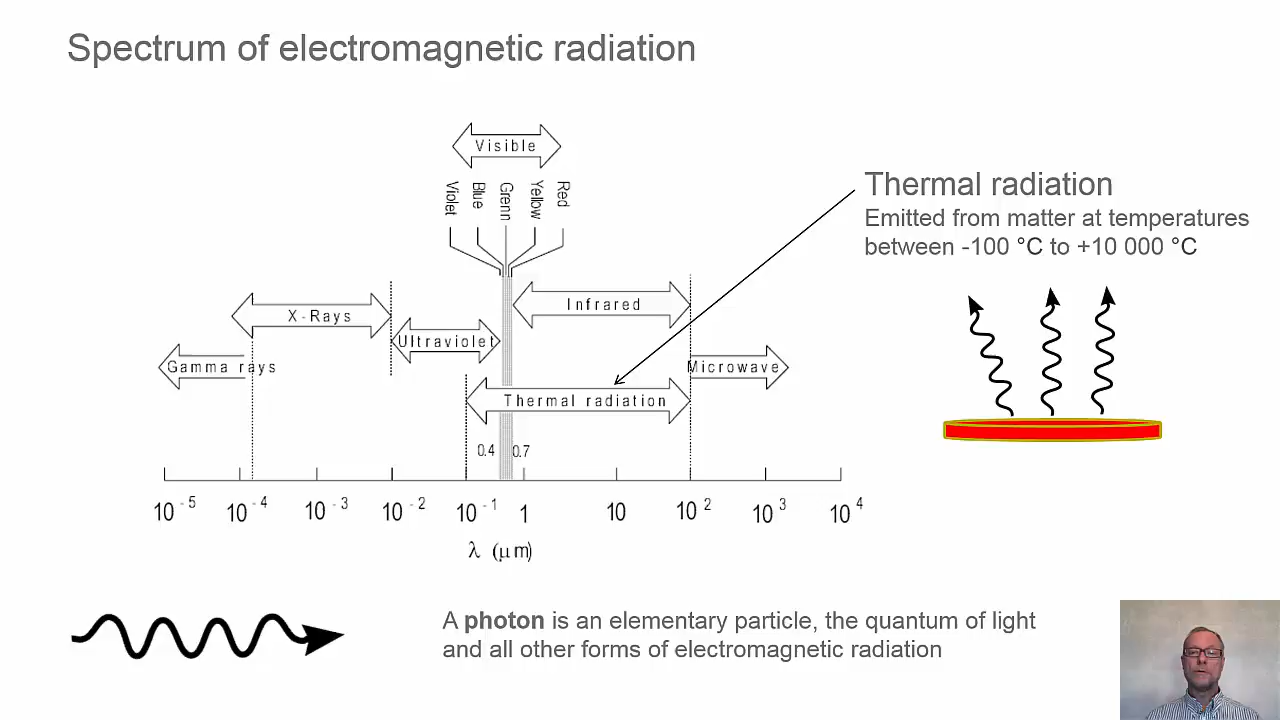 Spectrum of electromagnetic radiation
Visible
Violet
Blue
Grenn
Yellow
Red
Thermal radiation
Emitted from matter at temperatures
between -100 °C to +10 000 °C
X-Rays
Infrared
Ultraviolet
Gamma rays
Microwave
Thermal radiation
0.4 0.7
10⁻⁵ 10⁻⁴ 10⁻³ 10⁻² 10⁻¹ 1 10 10² 10³ 10⁴
λ (μm)
A photon is an elementary particle, the quantum of light
and all other forms of electromagnetic radiation